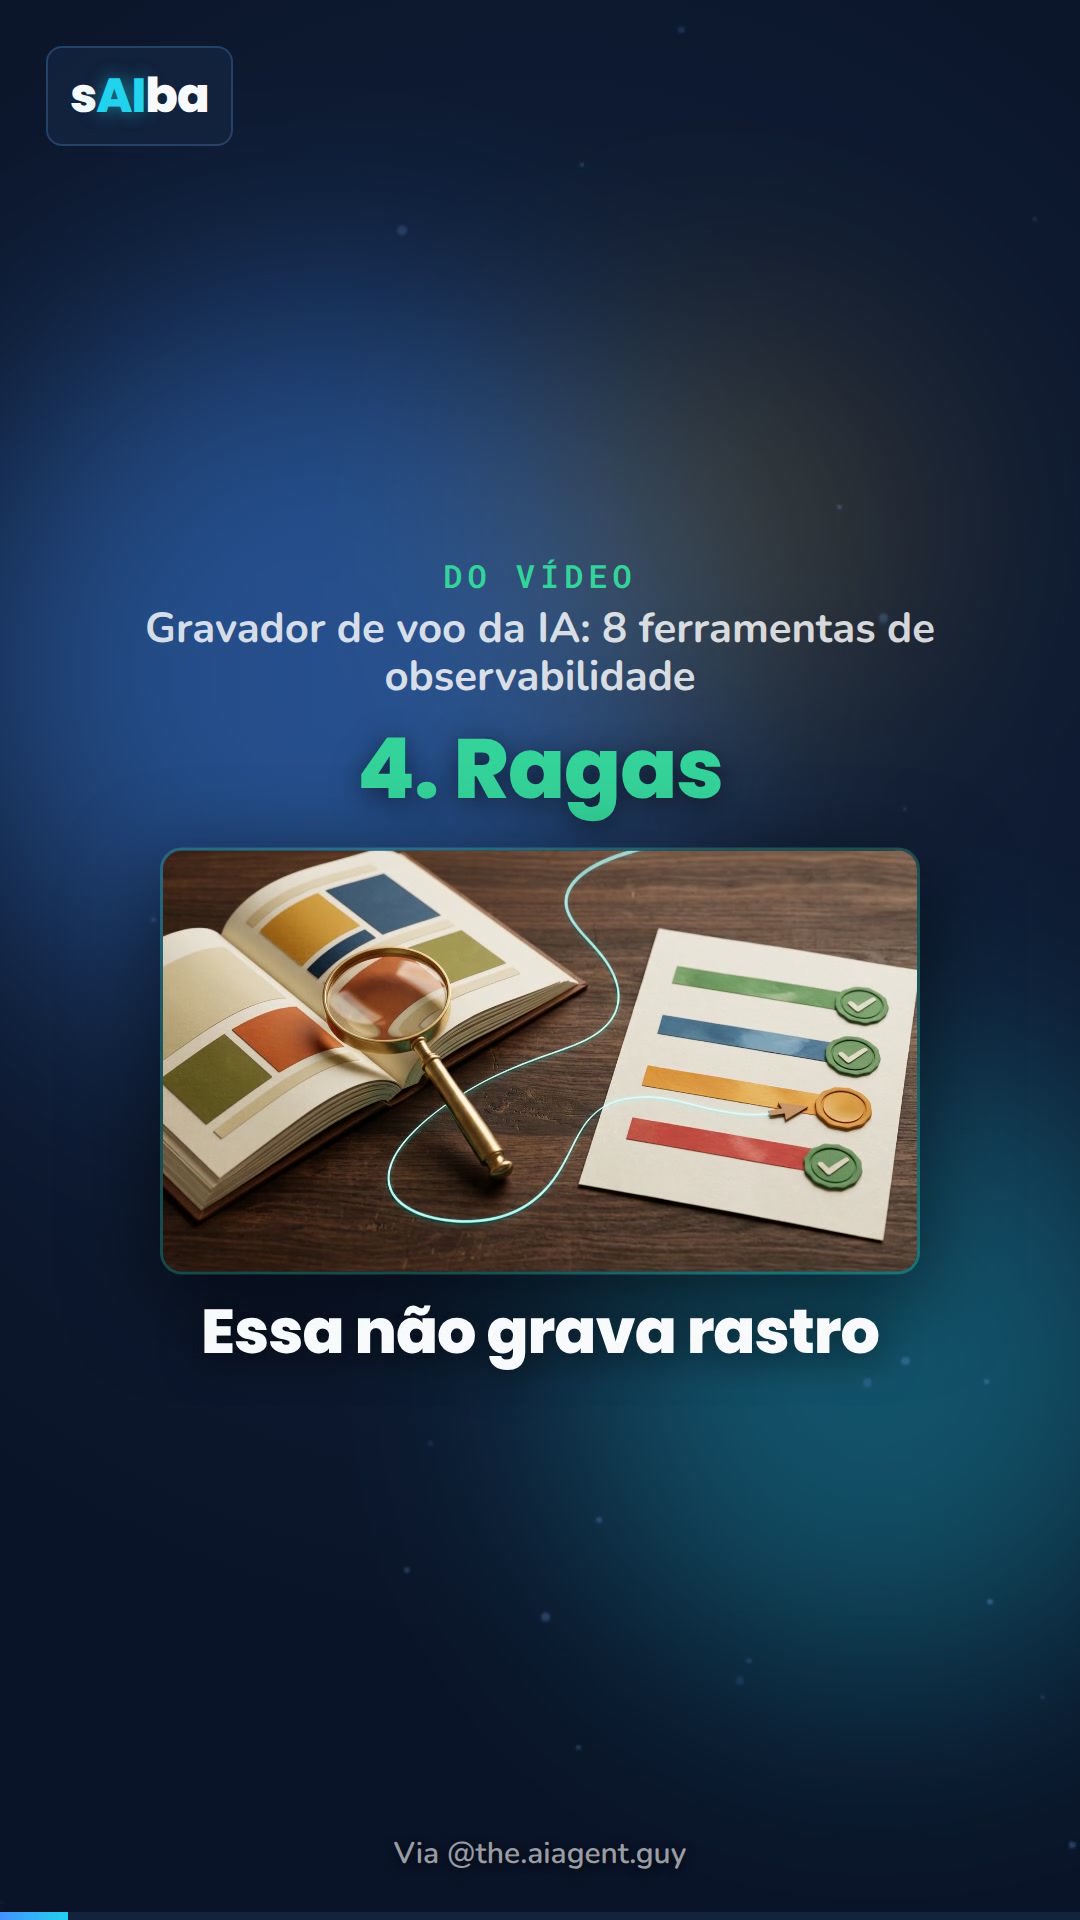 sAIba
DO VÍDEO
Gravador de voo da IA: 8 ferramentas de
observabilidade
4. Ragas
Essa não grava rastro
Via @the.aiagent.guy